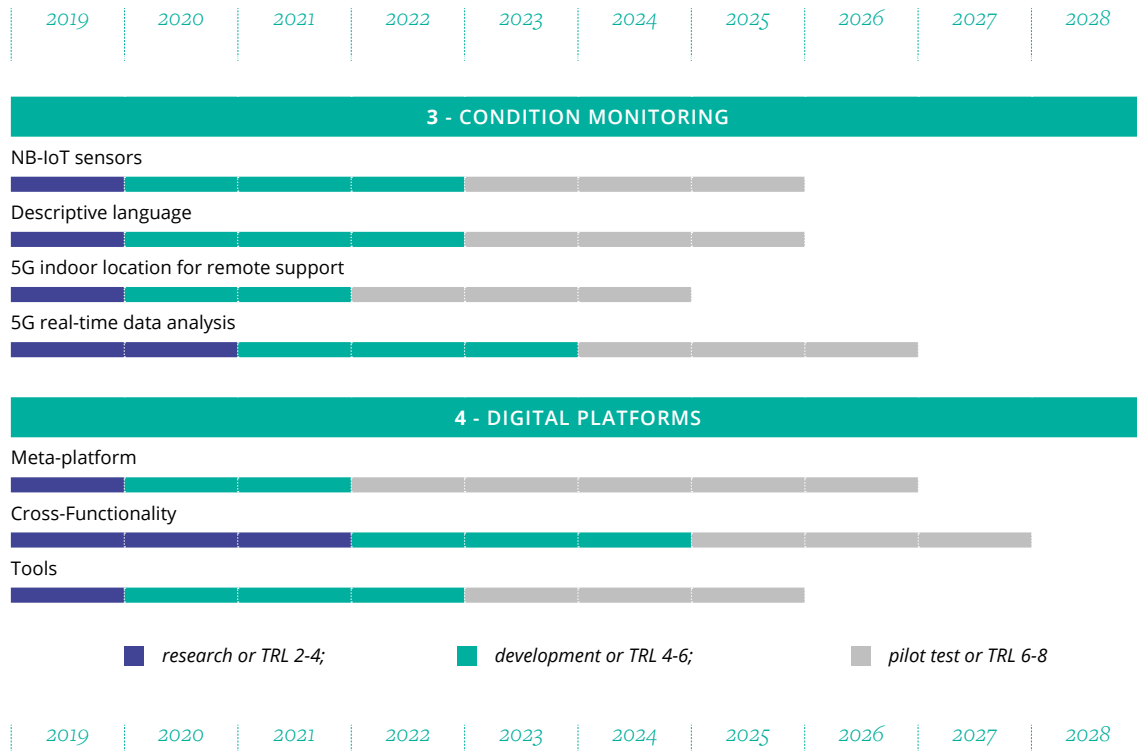 2019 2020 2021 2022 2023 2024 2025 2026 2027 2028
3 - CONDITION MONITORING
NB-IoT sensors
Descriptive language
5G indoor location for remote support
5G real-time data analysis
4 - DIGITAL PLATFORMS
Meta-platform
Cross-Functionality
Tools
research or TRL 2-4; development or TRL 4-6; pilot test or TRL 6-8
2019 2020 2021 2022 2023 2024 2025 2026 2027 2028